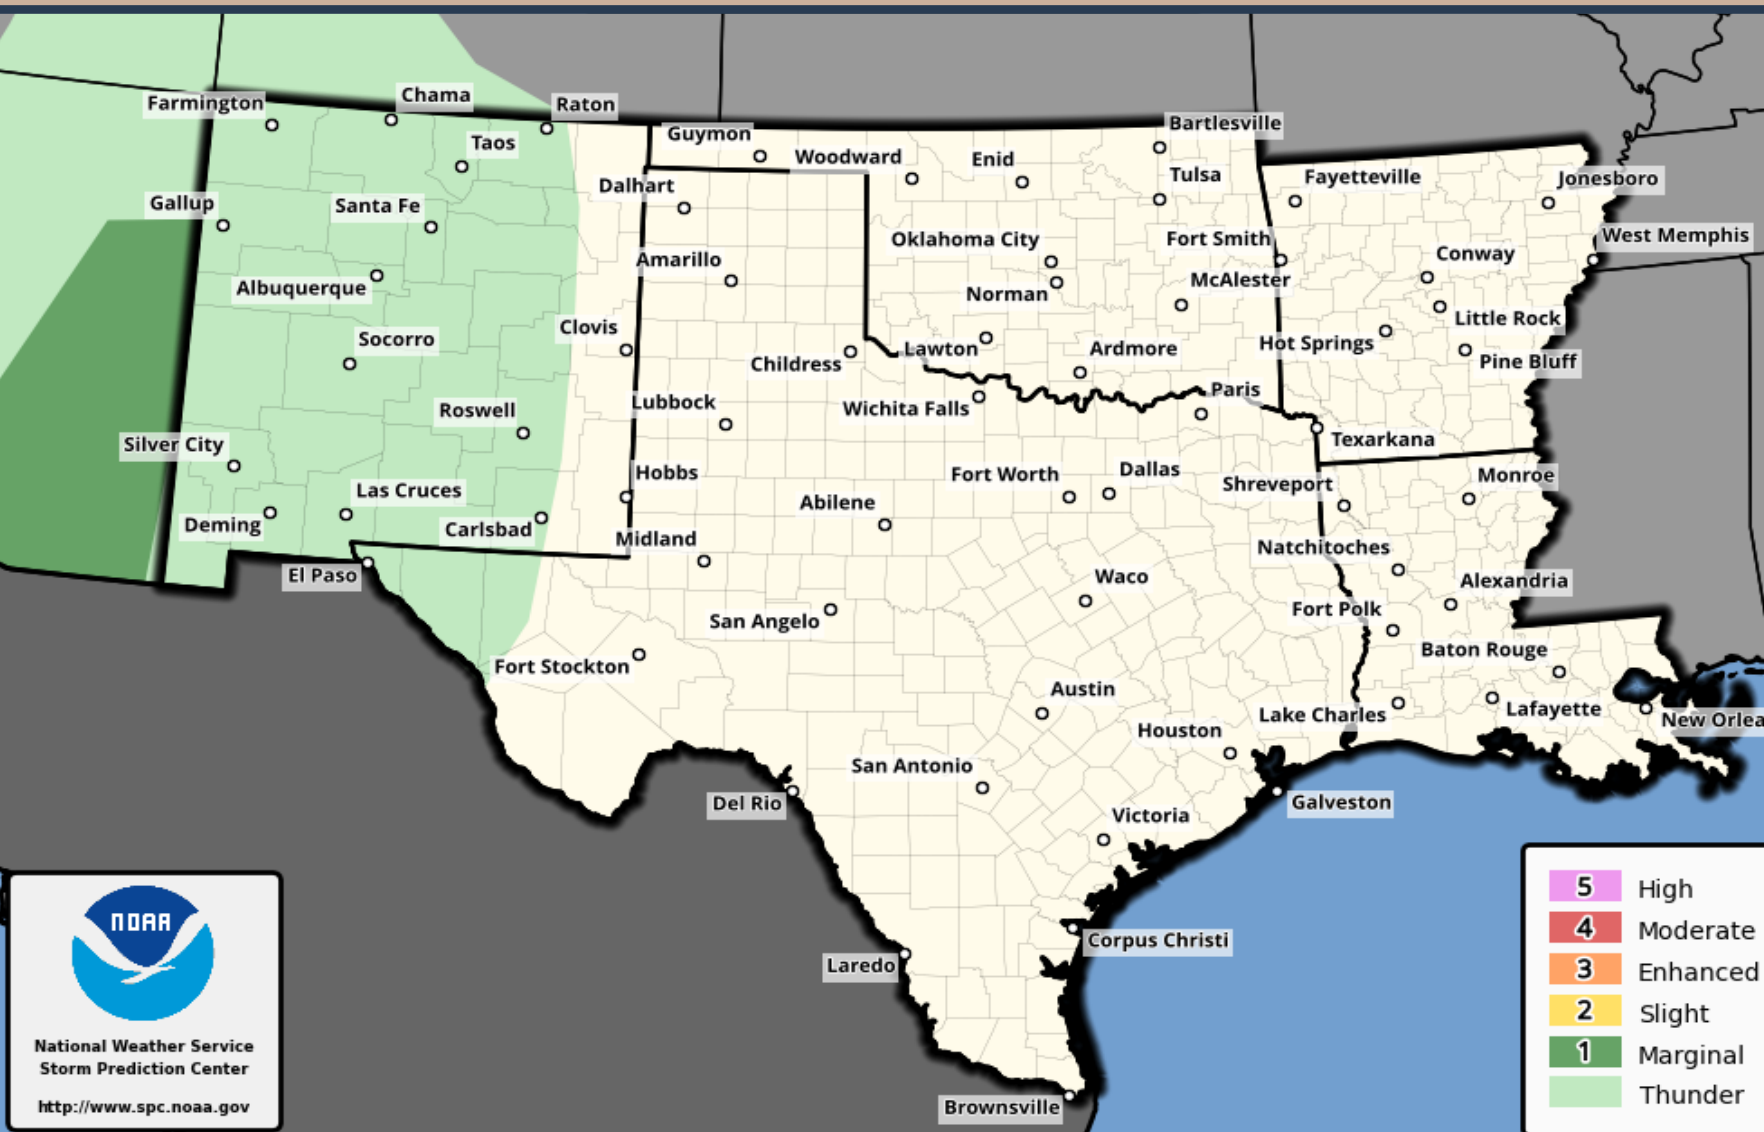 Farmington
Chama
Raton
Taos
Guymon
Woodward
Enid
Bartlesville
Tulsa
Fayetteville
Jonesboro
Dalhart
Gallup
Santa Fe
Oklahoma City
Fort Smith
West Memphis
Amarillo
Conway
Albuquerque
Norman
McAlester
Little Rock
Socorro
Clovis
Childress
Lawton
Ardmore
Hot Springs
Pine Bluff
Roswell
Lubbock
Wichita Falls
Paris
Silver City
Texarkana
Hobbs
Fort Worth
Dallas
Shreveport
Monroe
Las Cruces
Abilene
Deming
Carlsbad
Midland
Natchitoches
El Paso
Waco
Alexandria
San Angelo
Fort Polk
Fort Stockton
Baton Rouge
Austin
Lake Charles
Lafayette
New Orlea
Houston
San Antonio
Del Rio
Galveston
Victoria
Corpus Christi
Laredo
Brownsville
NOAA
National Weather Service
Storm Prediction Center
http://www.spc.noaa.gov
5 High
4 Moderate
3 Enhanced
2 Slight
1 Marginal
Thunder